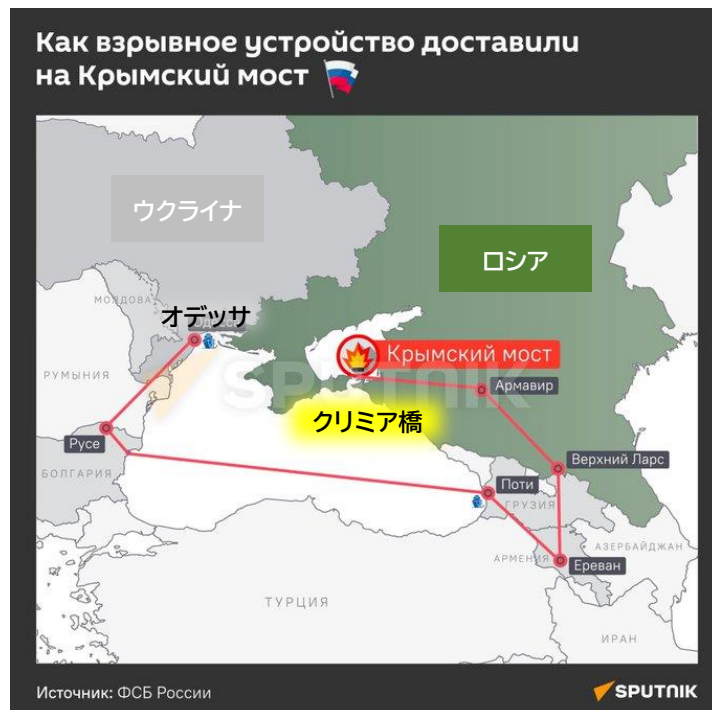 Как взрывное устройство доставили
на Крымский мост
ウクライナ
ロシア
МОЛДОВА
オデッサ
Одесса
Крымский мост
РУМЫНИЯ
SPUTNIK
Армавир
クリミア橋
Русе
БОЛГАРИЯ
Верхний Ларс
Поти
ГРУЗИЯ
АЗЕРБАЙДЖАН
АРМЕНИЯ
Ереван
ТУРЦИЯ
ИРАН
Источник: ФСБ России
SPUTNIK